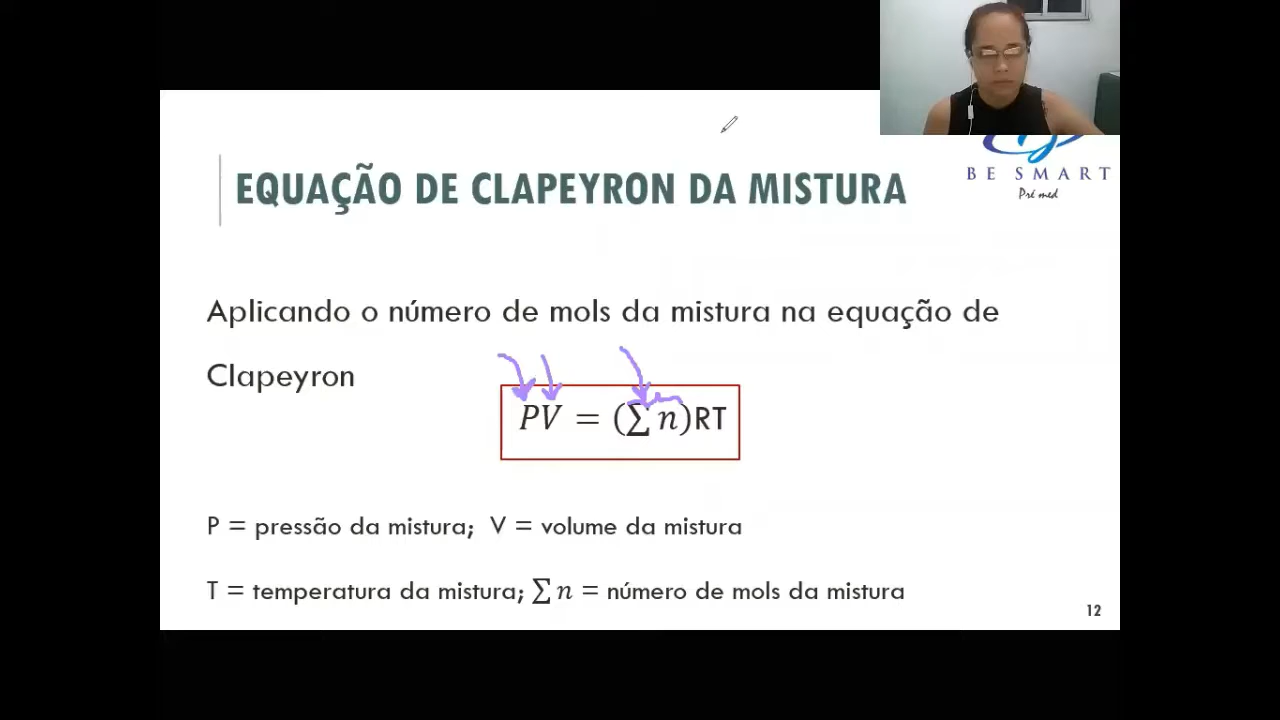 BE SMART
Pré med
EQUAÇÃO DE CLAPEYRON DA MISTURA
Aplicando o número de mols da mistura na equação de
Clapeyron
PV = (∑ n)RT
P = pressão da mistura; V = volume da mistura
T = temperatura da mistura; ∑ n = número de mols da mistura
12